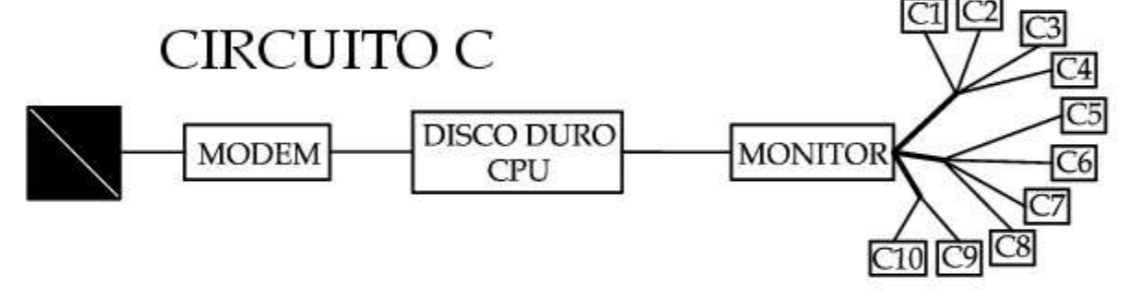 CIRCUITO C
MODEM
DISCO DURO
CPU
MONITOR
C1
C2
C3
C4
C5
C6
C7
C8
C9
C10